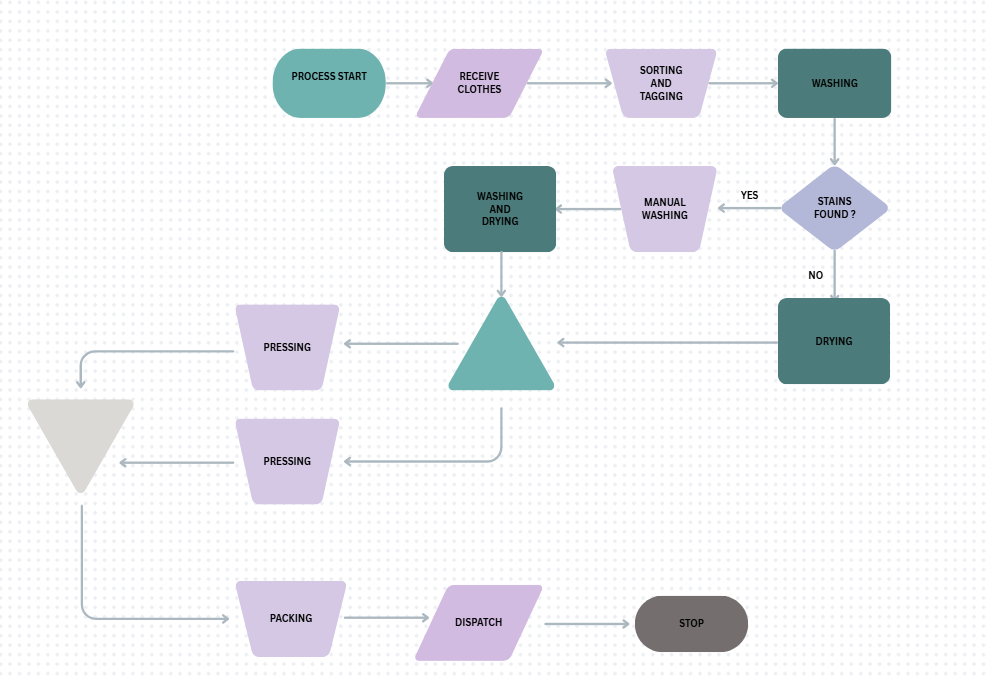 PROCESS START
RECEIVE
CLOTHES
SORTING
AND
TAGGING
WASHING
STAINS
FOUND ?
YES
MANUAL
WASHING
WASHING
AND
DRYING
NO
DRYING
PRESSING
PRESSING
PACKING
DISPATCH
STOP